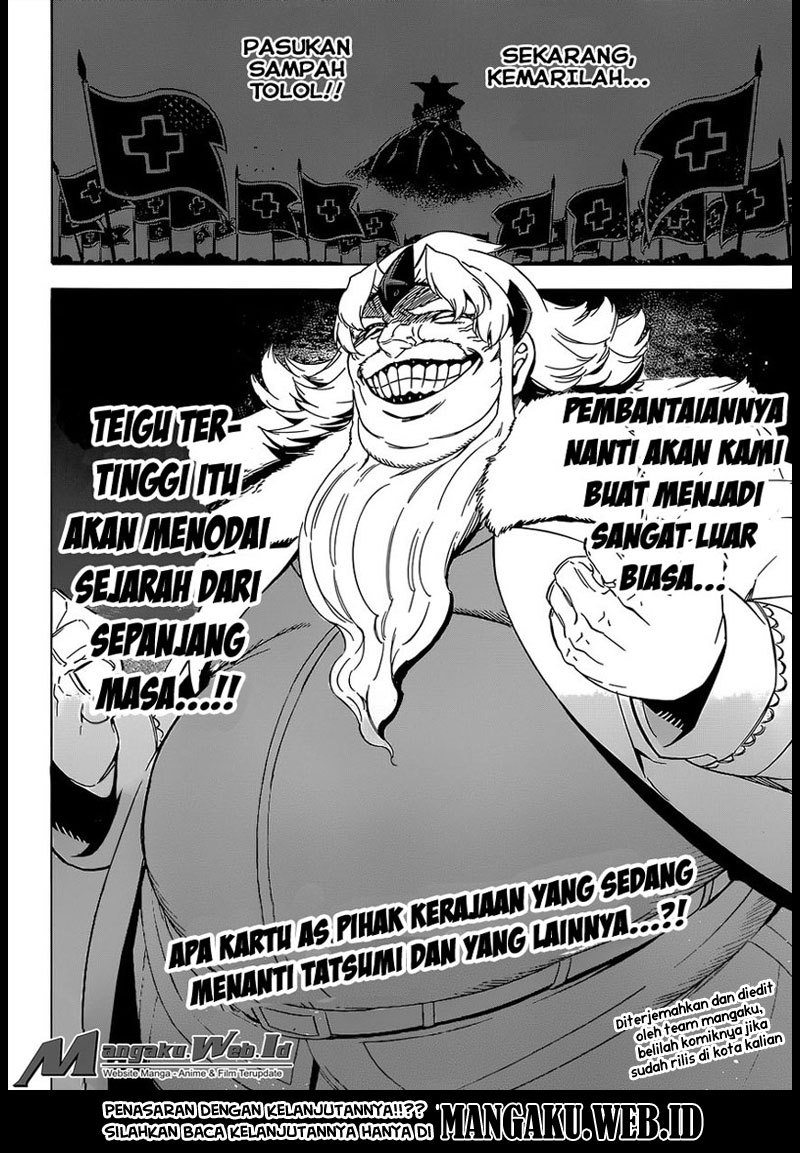 SEKARANG,
KEMARILAH...
PASUKAN
SAMPAH
TOLOL!!
PEMBANTAIANNYA
NANTI AKAN KAMI
BUAT MENJADI
SANGAT LUAR
BIASA...
TEIGU TER-
TINGGI ITU
AKAN MENODAI
SEJARAH DARI
SEPANJANG
MASA...!!
APA KARTU AS PIHAK KERAJAAN YANG SEDANG
MENANTI TATSUMI DAN YANG LAINNYA...?!
Diterjemahkan dan diedit
oleh team mangaku,
belilah komiknya jika
sudah rilis di kota kalian
Mangaku.Web.Id
Website Manga - Anime & Film Terupdate
PENASARAN DENGAN KELANJUTANNYA!!??
SILAHKAN BACA KELANJUTANNYA HANYA DI MANGAKU.WEB.ID